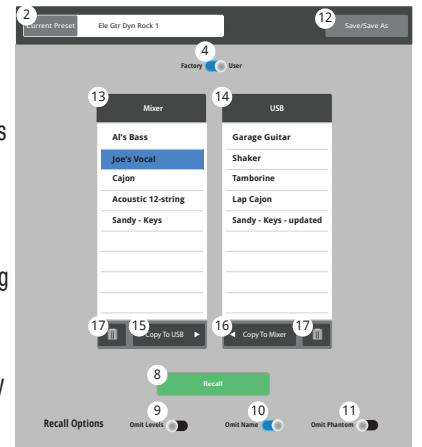 2
Current Preset
Ele Gtr Dyn Rock 1
12
Save/Save As
4
Factory
User
13
Mixer
Al's Bass
Joe's Vocal
Cajon
Acoustic 12-string
Sandy - Keys
14
USB
Garage Guitar
Shaker
Tamborine
Lap Cajon
Sandy - Keys - updated
17
15
Copy To USB
16
Copy To Mixer
17
8
Recall
Recall Options
9
Omit Levels
10
Omit Name
11
Omit Phantom